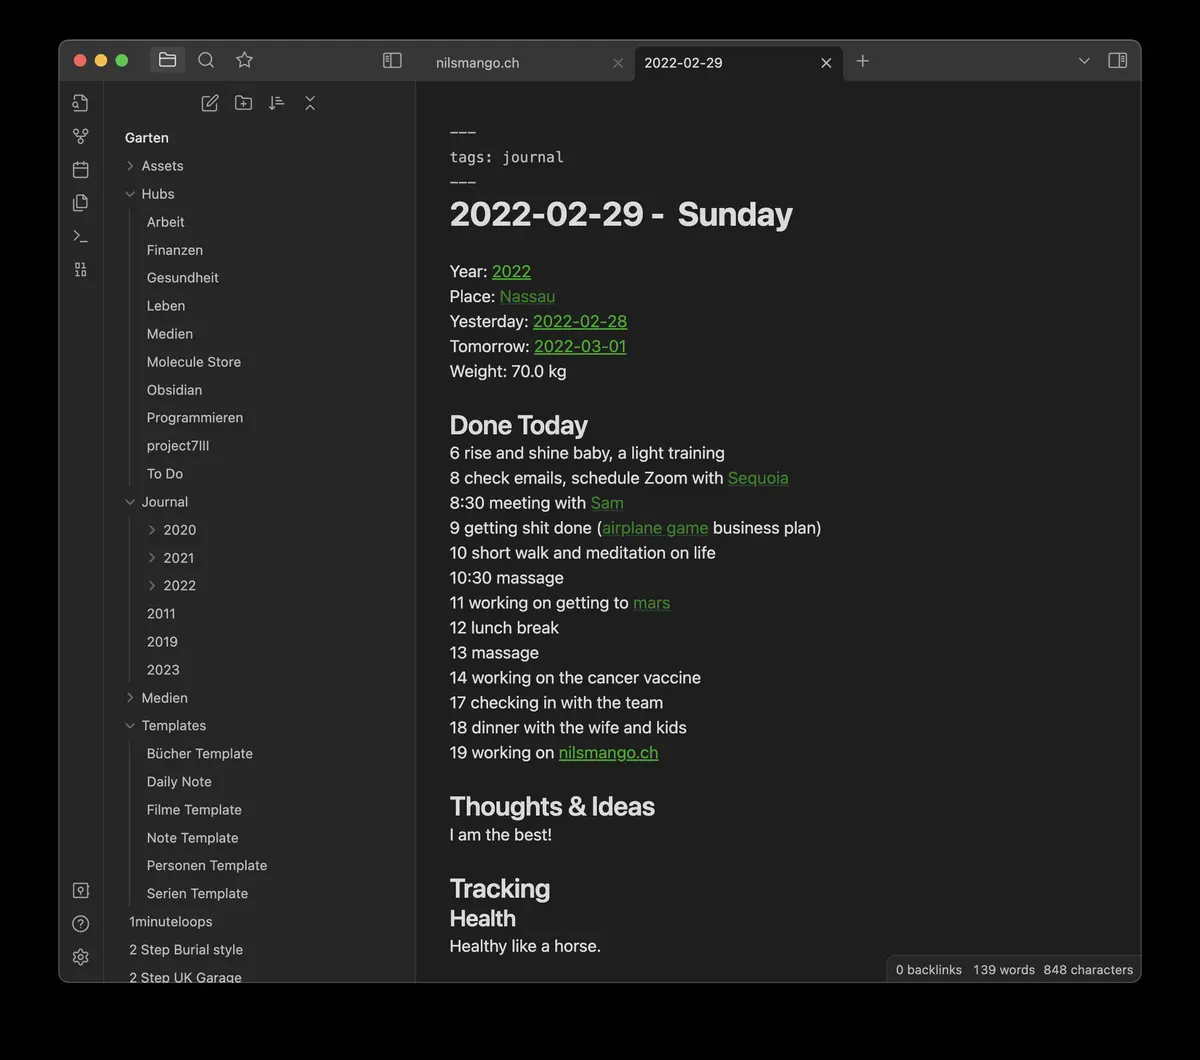 nilsmango.ch
2022-02-29
Garten
Assets
Hubs
Arbeit
Finanzen
Gesundheit
Leben
Medien
Molecule Store
Obsidian
Programmieren
project7III
To Do
Journal
2020
2021
2022
2011
2019
2023
Medien
Templates
Bücher Template
Daily Note
Filme Template
Note Template
Personen Template
Serien Template
1minuteloops
2 Step Burial style
2 Step UK Garage
---
tags: journal
---
2022-02-29 - Sunday
Year: 2022
Place: Nassau
Yesterday: 2022-02-28
Tomorrow: 2022-03-01
Weight: 70.0 kg
Done Today
6 rise and shine baby, a light training
8 check emails, schedule Zoom with Sequoia
8:30 meeting with Sam
9 getting shit done (airplane game business plan)
10 short walk and meditation on life
10:30 massage
11 working on getting to mars
12 lunch break
13 massage
14 working on the cancer vaccine
17 checking in with the team
18 dinner with the wife and kids
19 working on nilsmango.ch
Thoughts & Ideas
I am the best!
Tracking
Health
Healthy like a horse.
0 backlinks 139 words 848 characters